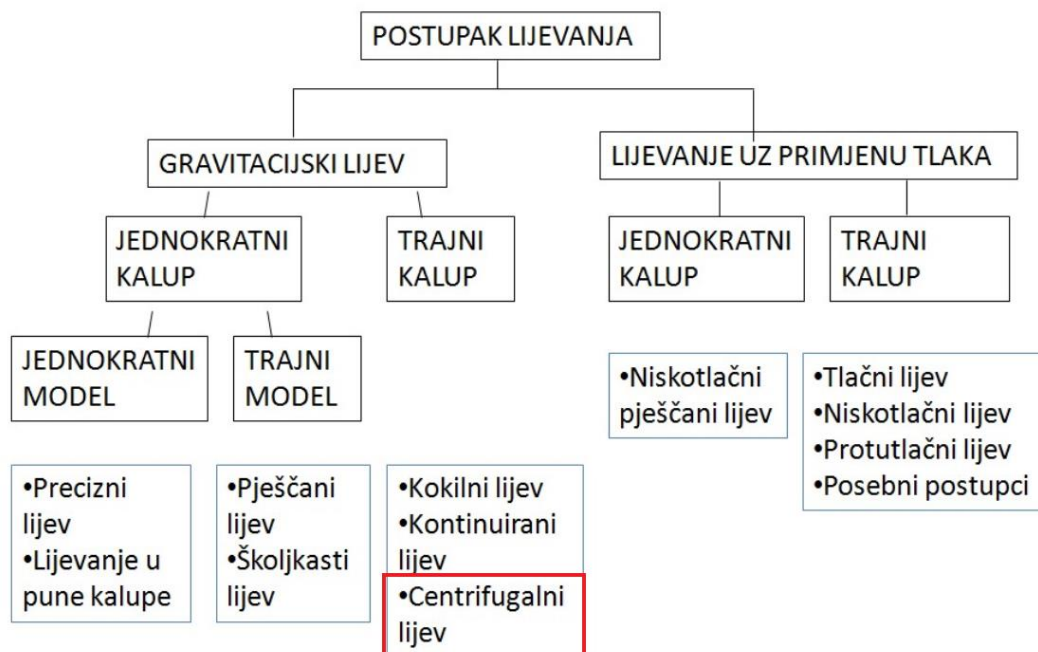 POSTUPAK LIJEVANJA
GRAVITACIJSKI LIJEV
LIJEVANJE UZ PRIMJENU TLAKA
JEDNOKRATNI
KALUP
TRAJNI
KALUP
JEDNOKRATNI
KALUP
TRAJNI
KALUP
JEDNOKRATNI
MODEL
TRAJNI
MODEL
•Niskotlačni
pješčani lijev
•Tlačni lijev
•Niskotlačni lijev
•Protutlačni lijev
•Posebni postupci
•Precizni
lijev
•Lijevanje u
pune kalupe
•Pješčani
lijev
•Školjkasti
lijev
•Kokilni lijev
•Kontinuirani
lijev
•Centrifugalni
lijev